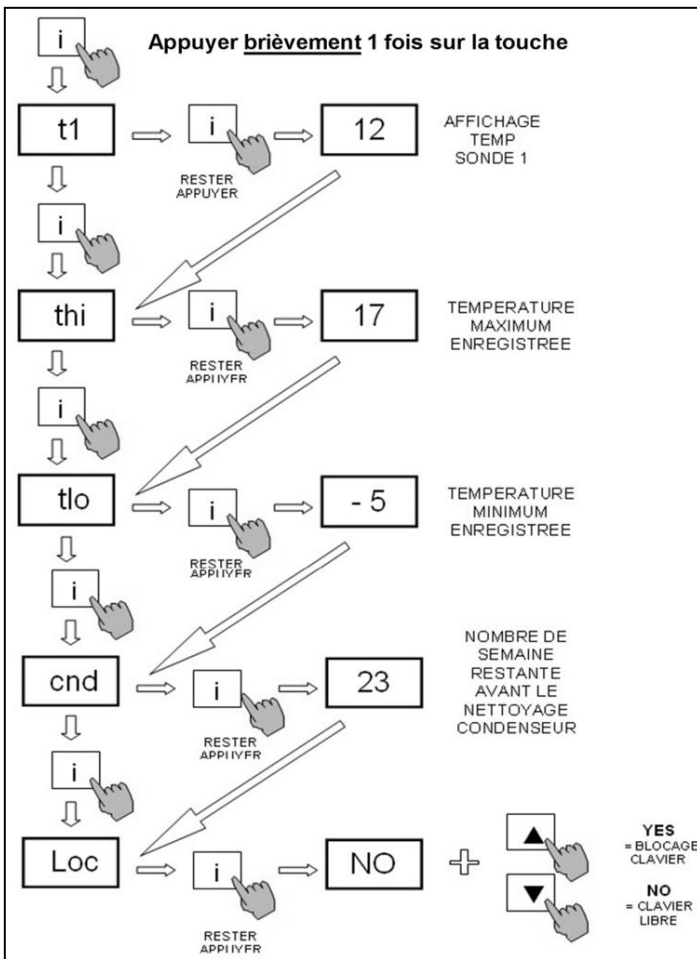 i
Appuyer brièvement 1 fois sur la touche
t1
i
12
AFFICHAGE
TEMP
SONDE 1
RESTER
APPUYER
i
thi
i
17
TEMPERATURE
MAXIMUM
ENREGISTREE
RESTER
APPUYER
i
tlo
i
- 5
TEMPERATURE
MINIMUM
ENREGISTREE
RESTER
APPUYER
i
cnd
i
23
NOMBRE DE
SEMAINE
RESTANTE
AVANT LE
NETTOYAGE
CONDENSEUR
RESTER
APPUYER
i
Loc
i
NO
YES
= BLOCAGE
CLAVIER
NO
= CLAVIER
LIBRE
RESTER
APPUYER